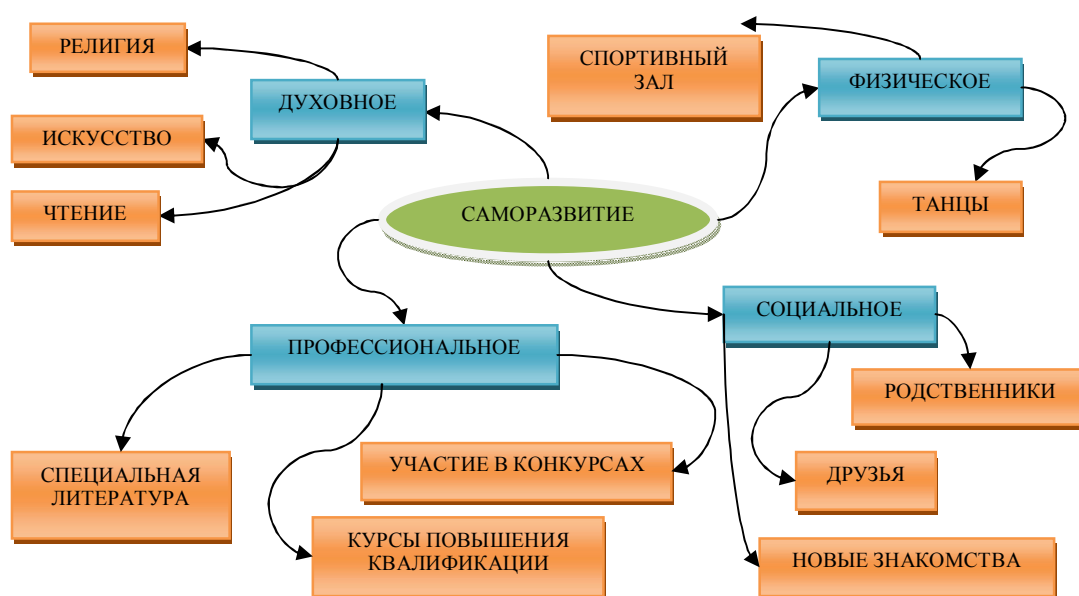 РЕЛИГИЯ
СПОРТИВНЫЙ
ЗАЛ
ФИЗИЧЕСКОЕ
ДУХОВНОЕ
ИСКУССТВО
ЧТЕНИЕ
САМОРАЗВИТИЕ
ТАНЦЫ
СОЦИАЛЬНОЕ
ПРОФЕССИОНАЛЬНОЕ
РОДСТВЕННИКИ
СПЕЦИАЛЬНАЯ
ЛИТЕРАТУРА
УЧАСТИЕ В КОНКУРСАХ
ДРУЗЬЯ
КУРСЫ ПОВЫШЕНИЯ
КВАЛИФИКАЦИИ
НОВЫЕ ЗНАКОМСТВА